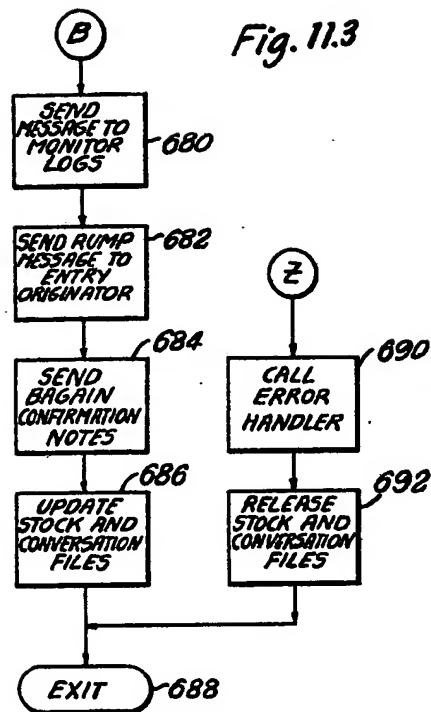 B
Fig. 11.3
SEND
MESSAGE TO
MONITOR
LOGS
680
SEND RUMP
MESSAGE TO
ENTRY
ORIGINATOR
682
Z
684
SEND
BAGAIN
CONFIRMATION
NOTES
690
CALL
ERROR
HANDLER
686
UPDATE
STOCK AND
CONVERSATION
FILES
692
RELEASE
STOCK AND
CONVERSATION
FILES
EXIT
688